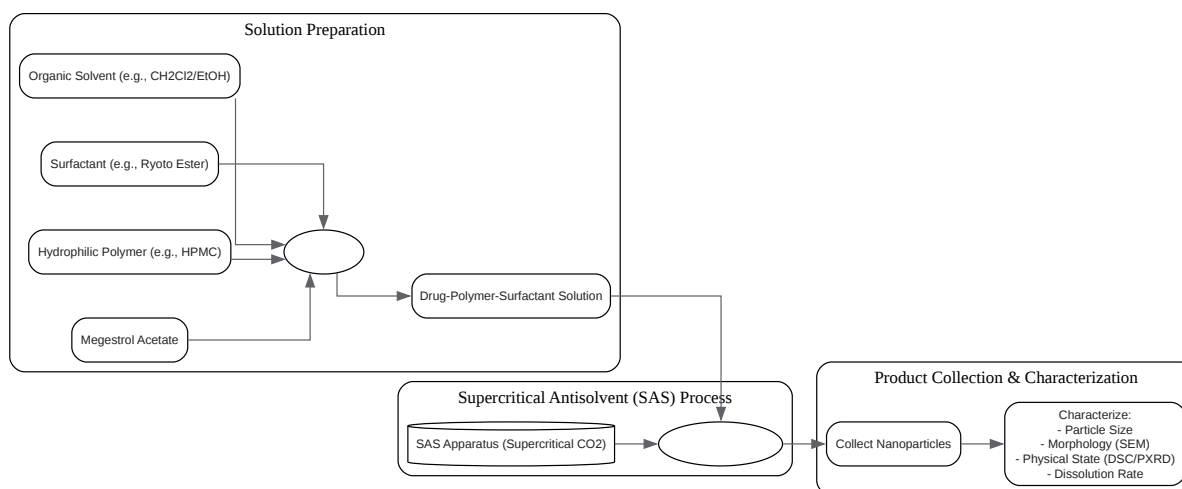 Solution Preparation
Organic Solvent (e.g., CH2Cl2/EtOH)
Surfactant (e.g., Ryoto Ester)
Hydrophilic Polymer (e.g., HPMC)
Megestrol Acetate
Drug-Polymer-Surfactant Solution
Supercritical Antisolvent (SAS) Process
SAS Apparatus (Supercritical CO2)
Product Collection & Characterization
Collect Nanoparticles
Characterize:
- Particle Size
- Morphology (SEM)
- Physical State (DSC/PXRD)
- Dissolution Rate